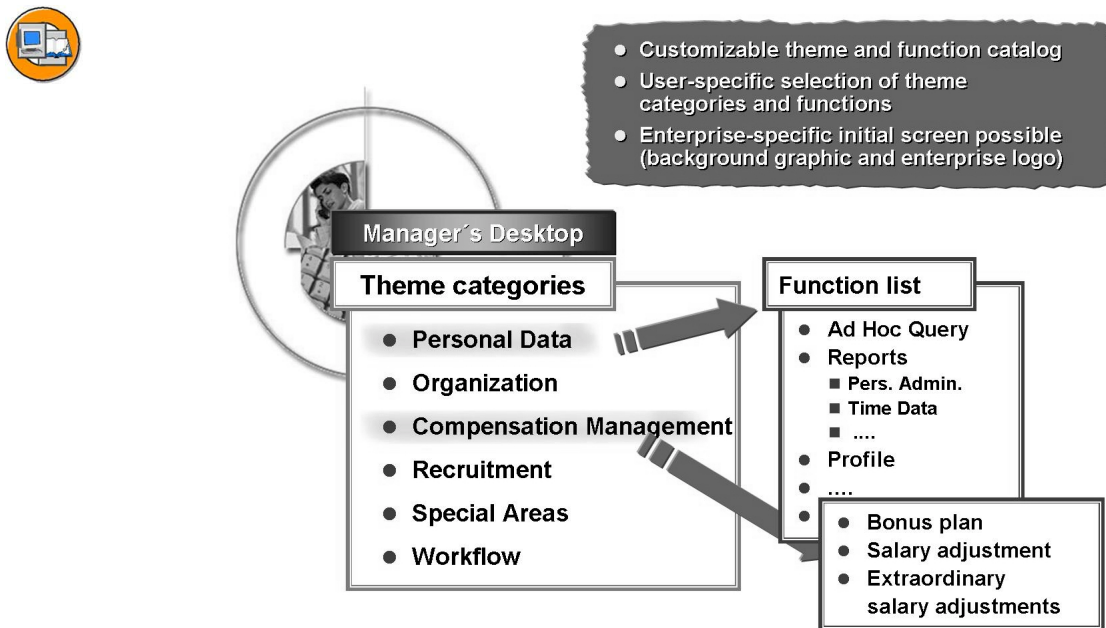 ● Customizable theme and function catalog
● User-specific selection of theme
categories and functions
● Enterprise-specific initial screen possible
(background graphic and enterprise logo)
Manager´s Desktop
Theme categories
● Personal Data
● Organization
● Compensation Management
● Recruitment
● Special Areas
● Workflow
Function list
● Ad Hoc Query
● Reports
■ Pers. Admin.
■ Time Data
■ ....
● Profile
● ....
●
● Bonus plan
● Salary adjustment
● Extraordinary
salary adjustments